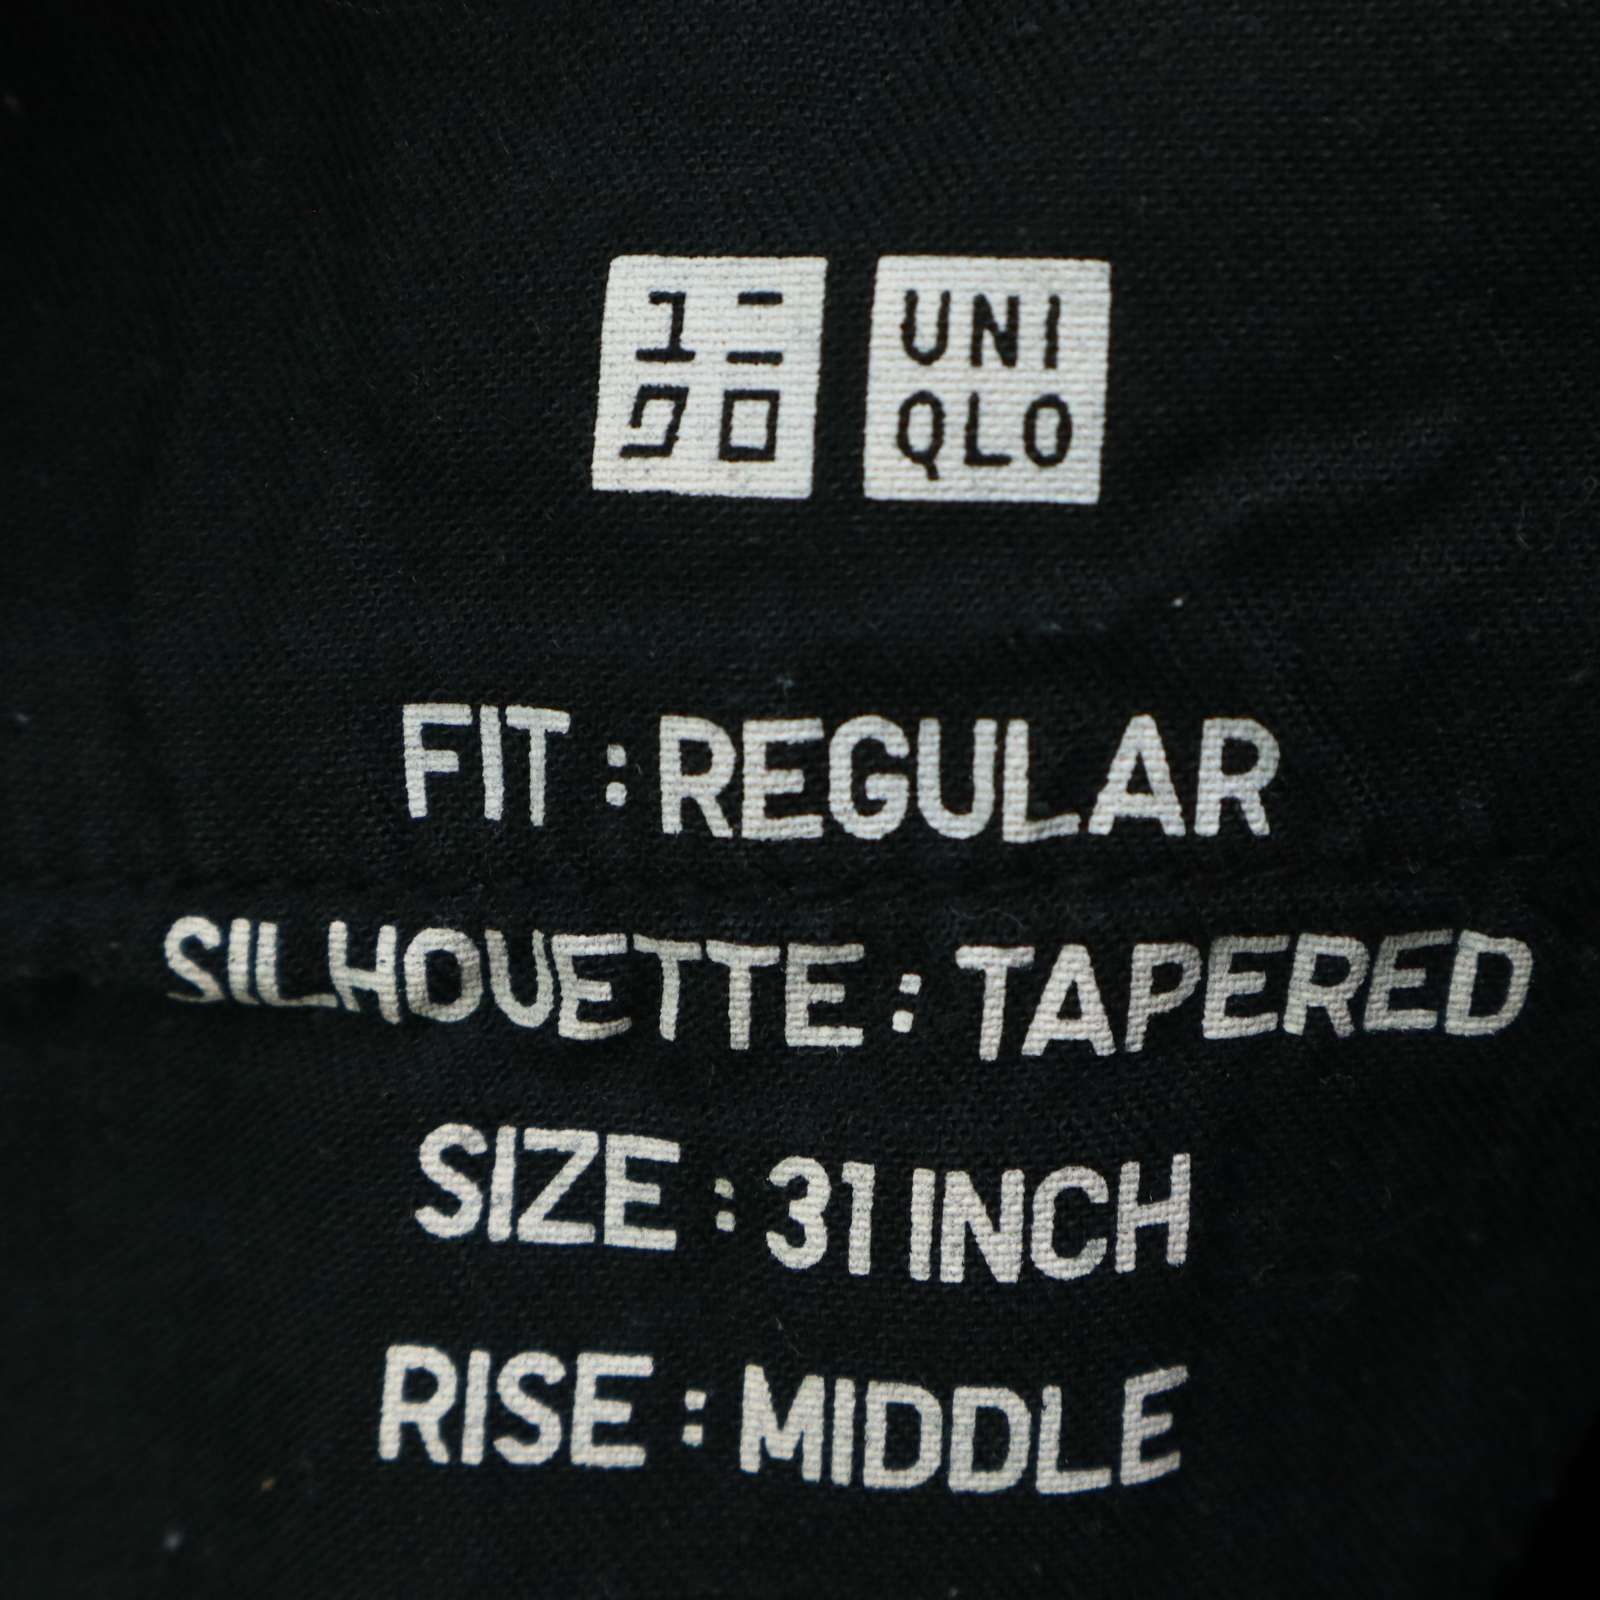 ユニ UNI
クロ QLO
FIT : REGULAR
SILHOUETTE : TAPERED
SIZE : 31 INCH
RISE : MIDDLE